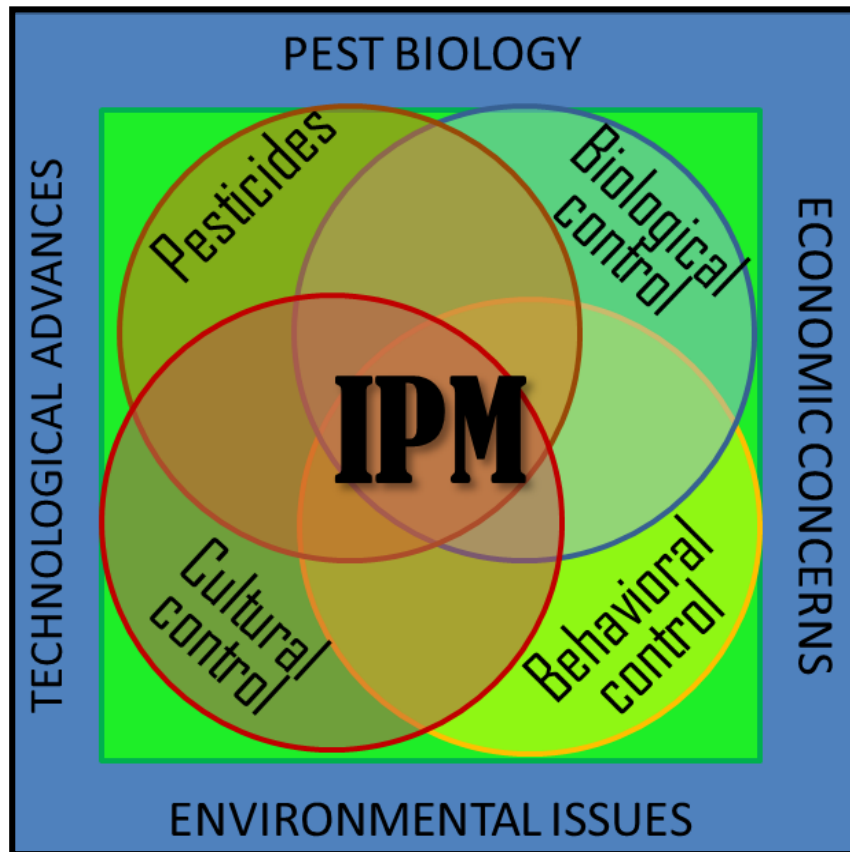 PEST BIOLOGY
Pesticides
Biological
control
TECHNOLOGICAL ADVANCES
IPM
ECONOMIC CONCERNS
Cultural
control
Behavioral
control
ENVIRONMENTAL ISSUES